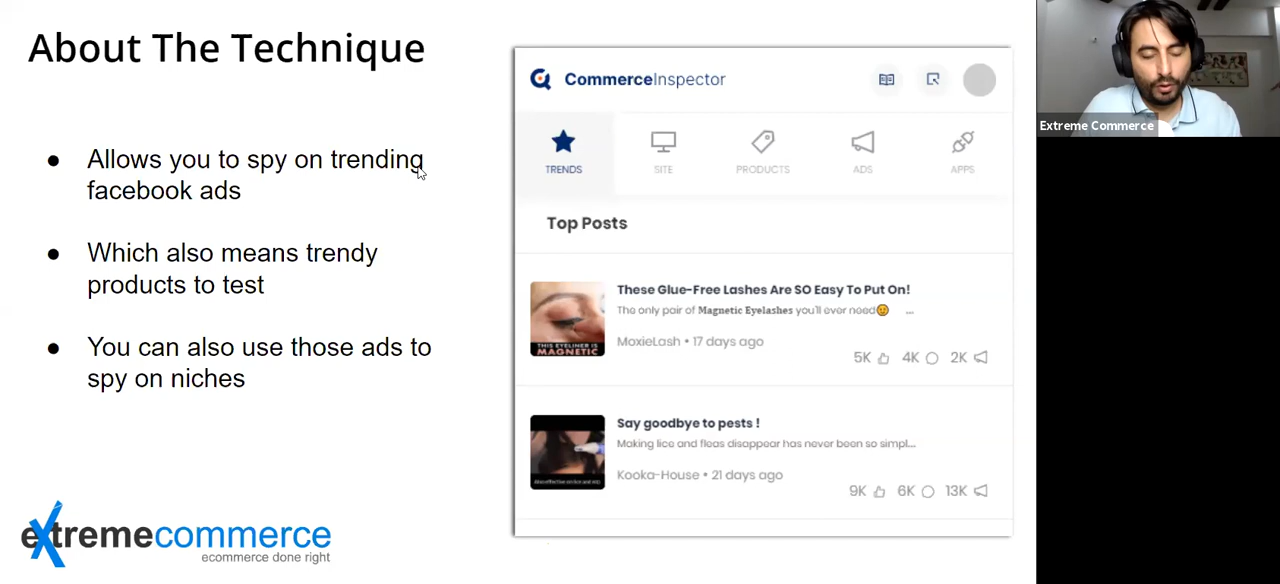 About The Technique
Allows you to spy on trending
facebook ads
Which also means trendy
products to test
You can also use those ads to
spy on niches
extremecommerce
ecommerce done right
CommerceInspector
TRENDS SITE PRODUCTS ADS APPS
Top Posts
These Glue-Free Lashes Are SO Easy To Put On!
The only pair of Magnetic Eyelashes you'll ever need😍 ...
THIS EYELINER IS
MAGNETIC
MoxieLash • 17 days ago
5K 4K 2K
Say goodbye to pests !
Making lice and fleas disappear has never been so simpl...
Kooka-House • 21 days ago
9K 6K 13K
Extreme Commerce